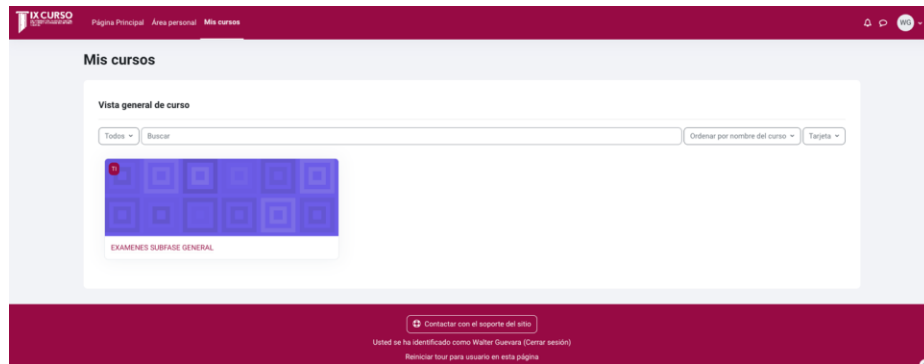 IX CURSO
Página Principal Área personal Mis cursos
WG
Mis cursos
Vista general de curso
Todos Buscar Ordenar por nombre del curso Tarjeta
TI
EXAMENES SUBFASE GENERAL
Contactar con el soporte del sitio
Usted se ha identificado como Walter Guevara (Cerrar sesión)
Reiniciar tour para usuario en esta página